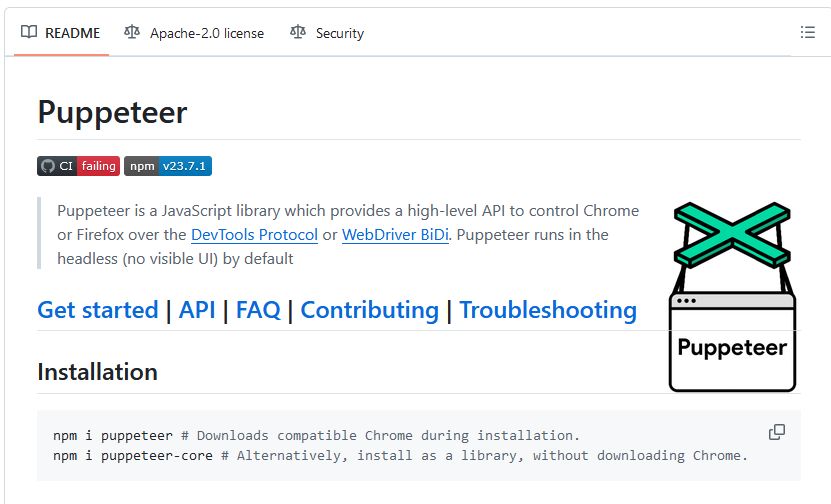 README Apache-2.0 license Security
Puppeteer
CI failing npm v23.7.1
Puppeteer is a JavaScript library which provides a high-level API to control Chrome
or Firefox over the DevTools Protocol or WebDriver BiDi. Puppeteer runs in the
headless (no visible UI) by default
Get started | API | FAQ | Contributing | Troubleshooting
Puppeteer
Installation
npm i puppeteer # Downloads compatible Chrome during installation.
npm i puppeteer-core # Alternatively, install as a library, without downloading Chrome.